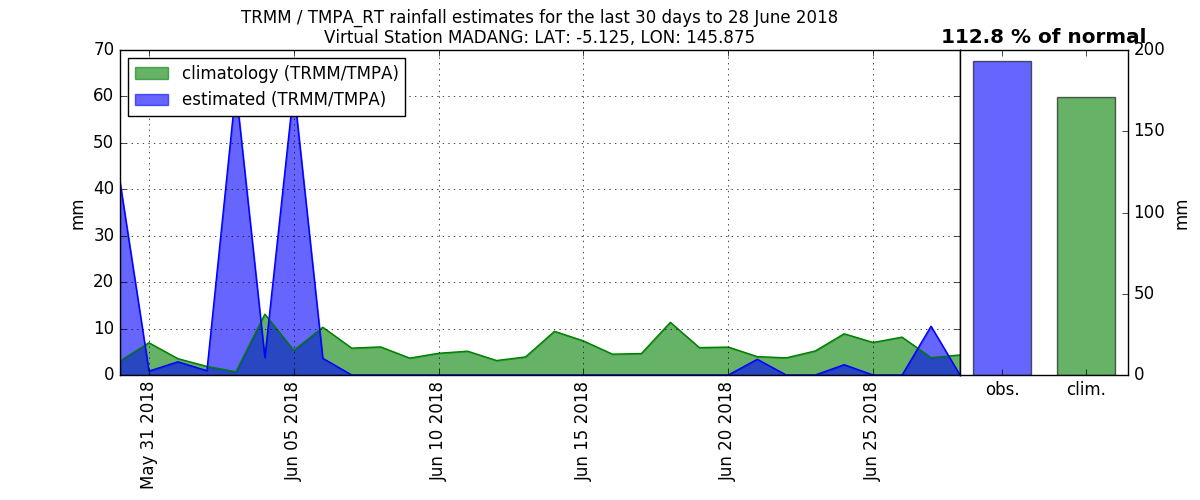 TRMM / TMPA_RT rainfall estimates for the last 30 days to 28 June 2018
Virtual Station MADANG: LAT: -5.125, LON: 145.875
112.8 % of normal
climatology (TRMM/TMPA)
estimated (TRMM/TMPA)
70
60
50
40
30
20
10
0
mm
May 31 2018
Jun 05 2018
Jun 10 2018
Jun 15 2018
Jun 20 2018
Jun 25 2018
obs.
clim.
200
150
100
50
0
mm